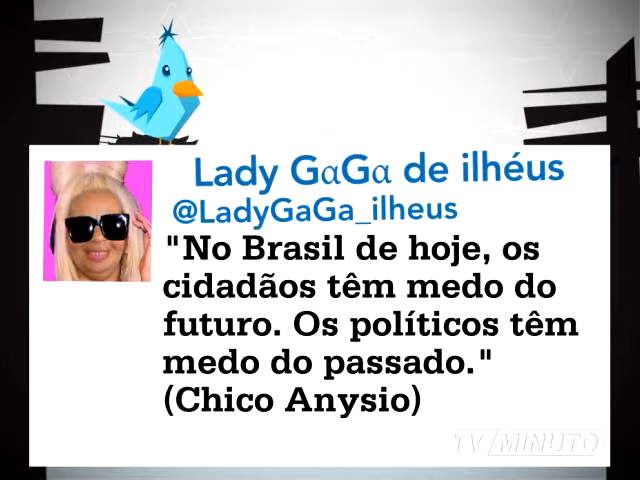 Lady GαGα de ilhéus
@LadyGaGa_ilheus
"No Brasil de hoje, os
cidadãos têm medo do
futuro. Os políticos têm
medo do passado."
(Chico Anysio)
TV MINUTO